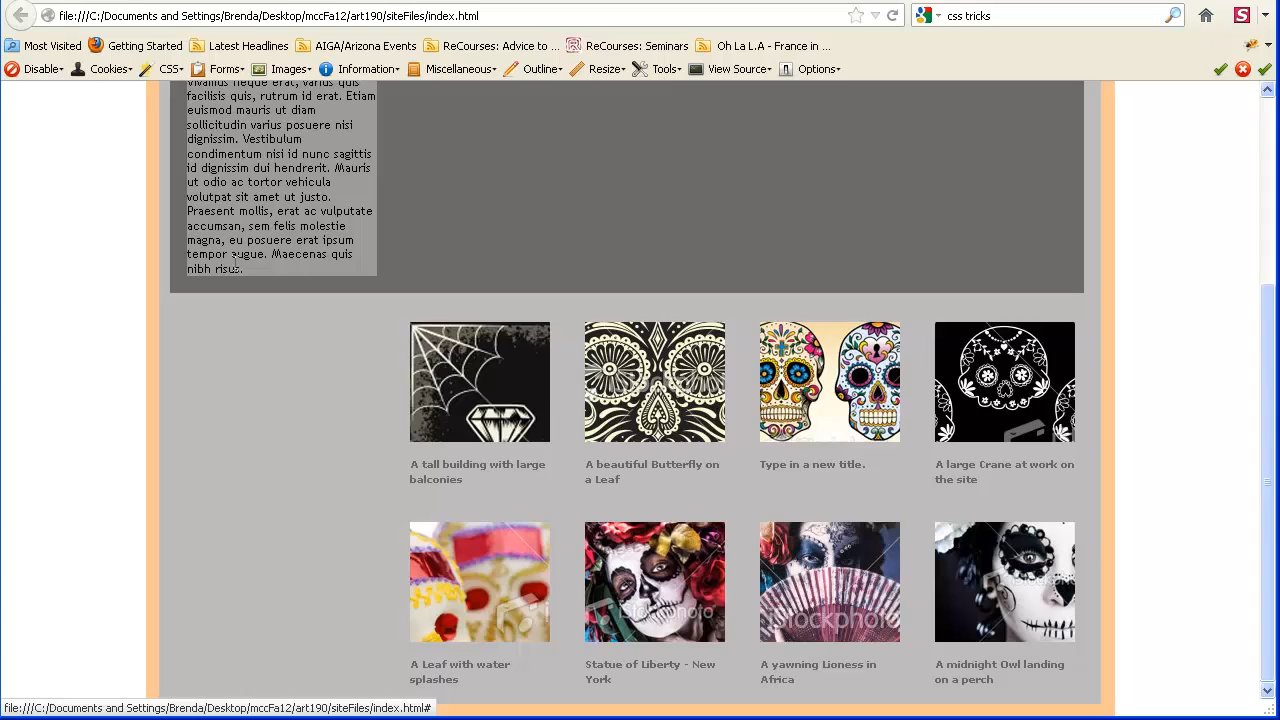 file:///C:/Documents and Settings/Brenda/Desktop/mccFa12/art190/siteFiles/index.html
css tricks
Most Visited
Getting Started
Latest Headlines
AIGA/Arizona Events
ReCourses: Advice to ...
ReCourses: Seminars
Oh La L.A - France in ...
Disable
Cookies
CSS
Forms
Images
Information
Miscellaneous
Outline
Resize
Tools
View Source
Options
Vivamus neque erat, varius quis
facilisis quis, rutrum id erat. Etiam
euismod mauris ut diam
sollicitudin varius posuere nisi
dignissim. Vestibulum
condimentum nisi id nunc sagittis
id dignissim dui hendrerit. Mauris
ut odio ac tortor vehicula
volutpat sit amet ut justo.
Praesent mollis, erat ac vulputate
accumsan, sem felis molestie
magna, eu posuere erat ipsum
tempor augue. Maecenas quis
nibh risus.
A tall building with large
balconies
A beautiful Butterfly on
a Leaf
Type in a new title.
A large Crane at work on
the site
iStockphoto
iStockphoto
A Leaf with water
splashes
Statue of Liberty - New
York
A yawning Lioness in
Africa
A midnight Owl landing
on a perch
file:///C:/Documents and Settings/Brenda/Desktop/mccFa12/art190/siteFiles/index.html#